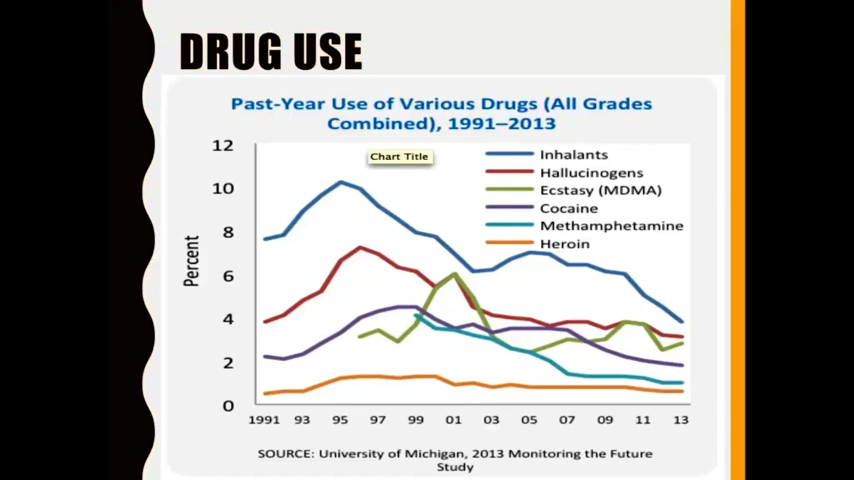 DRUG USE
Past-Year Use of Various Drugs (All Grades
Combined), 1991–2013
Chart Title
Inhalants
Hallucinogens
Ecstasy (MDMA)
Cocaine
Methamphetamine
Heroin
Percent
12
10
8
6
4
2
0
1991 93 95 97 99 01 03 05 07 09 11 13
SOURCE: University of Michigan, 2013 Monitoring the Future
Study